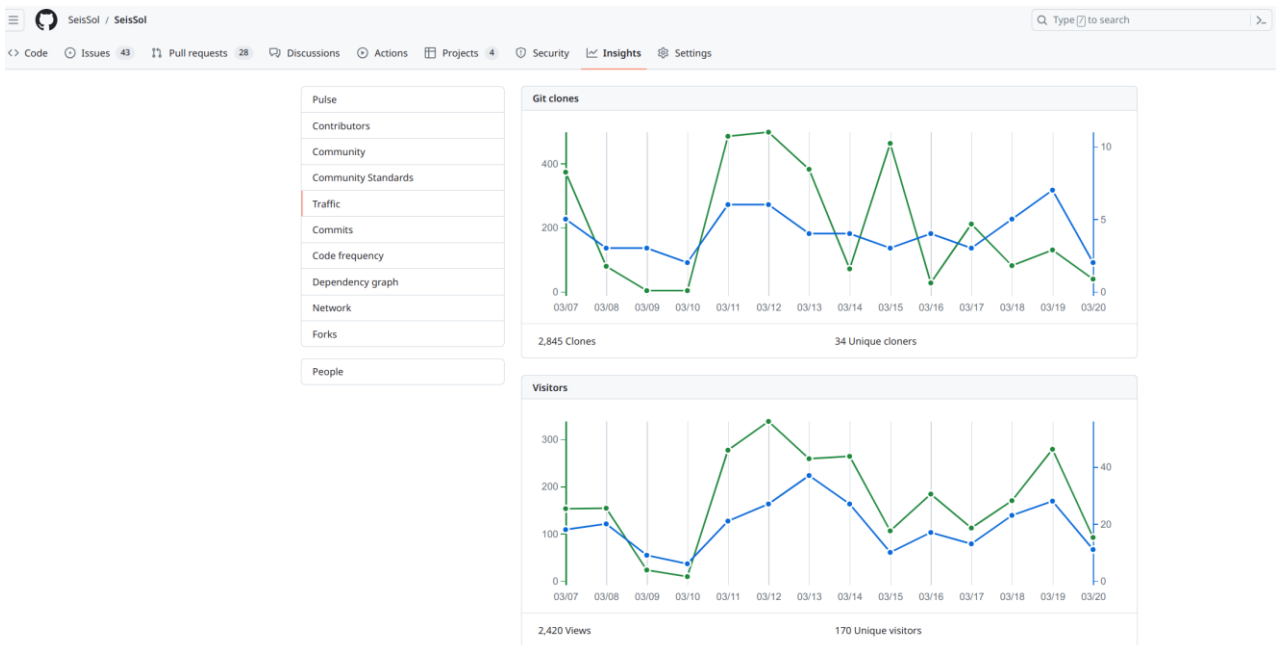 SeisSol / SeisSol
Type / to search
Code Issues 43 Pull requests 28 Discussions Actions Projects 4 Security Insights Settings
Pulse
Contributors
Community
Community Standards
Traffic
Commits
Code frequency
Dependency graph
Network
Forks
People
Git clones
400
200
0
10
5
0
03/07 03/08 03/09 03/10 03/11 03/12 03/13 03/14 03/15 03/16 03/17 03/18 03/19 03/20
2,845 Clones 34 Unique cloners
Visitors
300
200
100
0
40
20
0
03/07 03/08 03/09 03/10 03/11 03/12 03/13 03/14 03/15 03/16 03/17 03/18 03/19 03/20
2,420 Views 170 Unique visitors